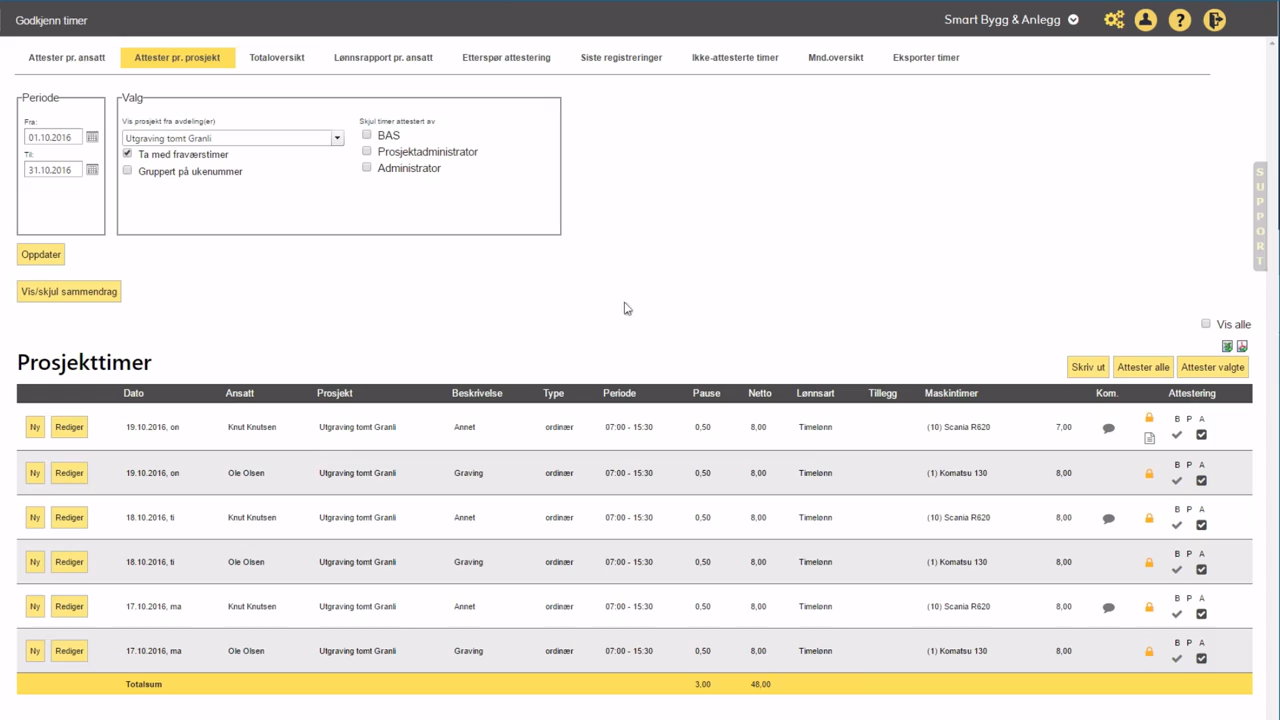 Godkjenn timer
Smart Bygg & Anlegg
?
Attester pr. ansatt Attester pr. prosjekt Totaloversikt Lønnsrapport pr. ansatt Etterspør attestering Siste registreringer Ikke-attesterte timer Mnd.oversikt Eksporter timer
Periode
Fra:
01.10.2016
Til:
31.10.2016
Valg
Vis prosjekt fra avdeling(er)
Utgraving tomt Granli
Ta med fraværstimer
Gruppert på ukenummer
Skjul timer attestert av
BAS
Prosjektadministrator
Administrator
SUPPORT
Oppdater
Vis/skjul sammendrag
Vis alle
Prosjekttimer
Skriv ut Attester alle Attester valgte
Dato Ansatt Prosjekt Beskrivelse Type Periode Pause Netto Lønnsart Tillegg Maskintimer Kom. Attestering
Ny Rediger 19.10.2016, on Knut Knutsen Utgraving tomt Granli Annet ordinær 07:00 - 15:30 0,50 8,00 Timelønn (10) Scania R620 7,00 B P A
Ny Rediger 19.10.2016, on Ole Olsen Utgraving tomt Granli Graving ordinær 07:00 - 15:30 0,50 8,00 Timelønn (1) Komatsu 130 8,00 B P A
Ny Rediger 18.10.2016, ti Knut Knutsen Utgraving tomt Granli Annet ordinær 07:00 - 15:30 0,50 8,00 Timelønn (10) Scania R620 8,00 B P A
Ny Rediger 18.10.2016, ti Ole Olsen Utgraving tomt Granli Graving ordinær 07:00 - 15:30 0,50 8,00 Timelønn (1) Komatsu 130 8,00 B P A
Ny Rediger 17.10.2016, ma Knut Knutsen Utgraving tomt Granli Annet ordinær 07:00 - 15:30 0,50 8,00 Timelønn (10) Scania R620 8,00 B P A
Ny Rediger 17.10.2016, ma Ole Olsen Utgraving tomt Granli Graving ordinær 07:00 - 15:30 0,50 8,00 Timelønn (1) Komatsu 130 8,00 B P A
Totalsum 3,00 48,00